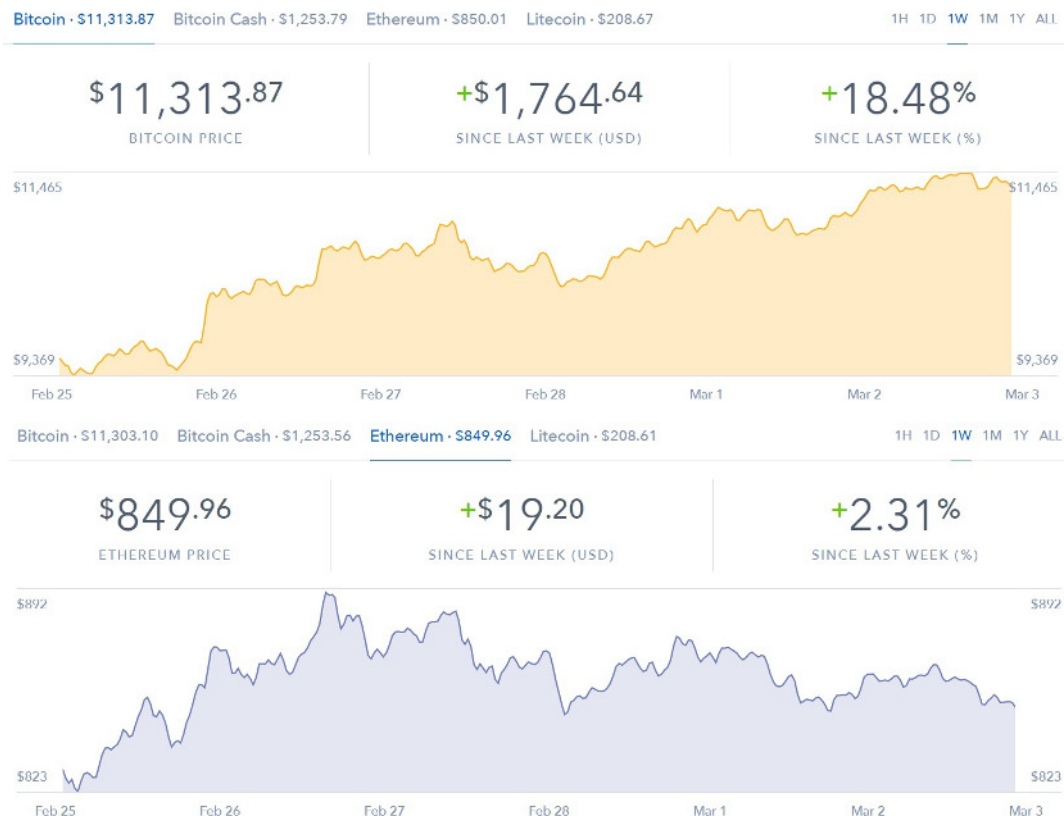 Bitcoin · $11,313.87 Bitcoin Cash · $1,253.79 Ethereum · $850.01 Litecoin · $208.67 1H 1D 1W 1M 1Y ALL
$11,313.87 +$1,764.64 +18.48%
BITCOIN PRICE SINCE LAST WEEK (USD) SINCE LAST WEEK (%)
$11,465 $11,465
$9,369 $9,369
Feb 25 Feb 26 Feb 27 Feb 28 Mar 1 Mar 2 Mar 3
Bitcoin · $11,303.10 Bitcoin Cash · $1,253.56 Ethereum · $849.96 Litecoin · $208.61 1H 1D 1W 1M 1Y ALL
$849.96 +$19.20 +2.31%
ETHEREUM PRICE SINCE LAST WEEK (USD) SINCE LAST WEEK (%)
$892 $892
$823 $823
Feb 25 Feb 26 Feb 27 Feb 28 Mar 1 Mar 2 Mar 3